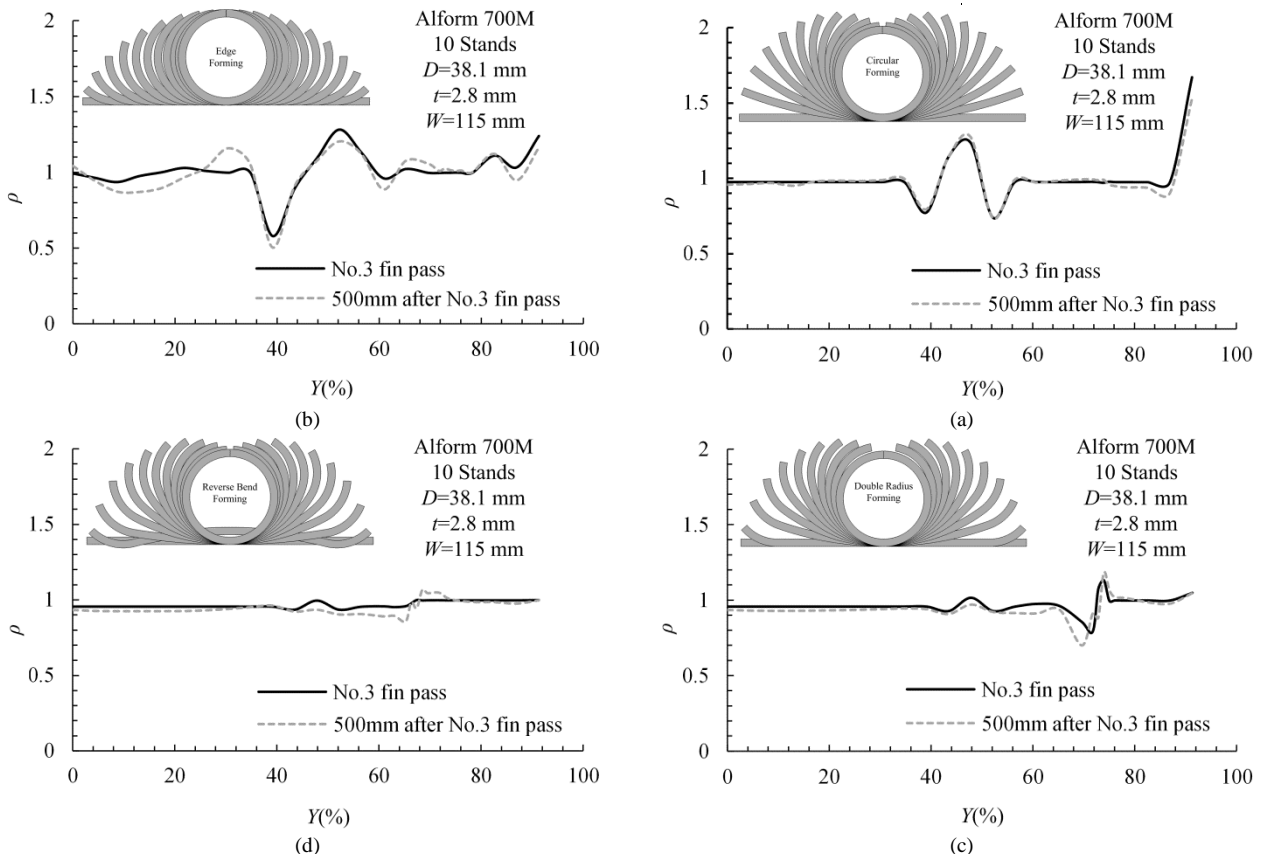 2
1.5
1
0.5
0
ρ
0
20
40
60
80
100
Y(%)
Edge
Forming
Alform 700M
10 Stands
D=38.1 mm
t=2.8 mm
W=115 mm
No.3 fin pass
500mm after No.3 fin pass
(b)
2
1.5
1
0.5
0
ρ
0
20
40
60
80
100
Y(%)
Circular
Forming
Alform 700M
10 Stands
D=38.1 mm
t=2.8 mm
W=115 mm
No.3 fin pass
500mm after No.3 fin pass
(a)
2
1.5
1
0.5
0
ρ
0
20
40
60
80
100
Y(%)
Reverse Bend
Forming
Alform 700M
10 Stands
D=38.1 mm
t=2.8 mm
W=115 mm
No.3 fin pass
500mm after No.3 fin pass
(d)
2
1.5
1
0.5
0
ρ
0
20
40
60
80
100
Y(%)
Double Radius
Forming
Alform 700M
10 Stands
D=38.1 mm
t=2.8 mm
W=115 mm
No.3 fin pass
500mm after No.3 fin pass
(c)